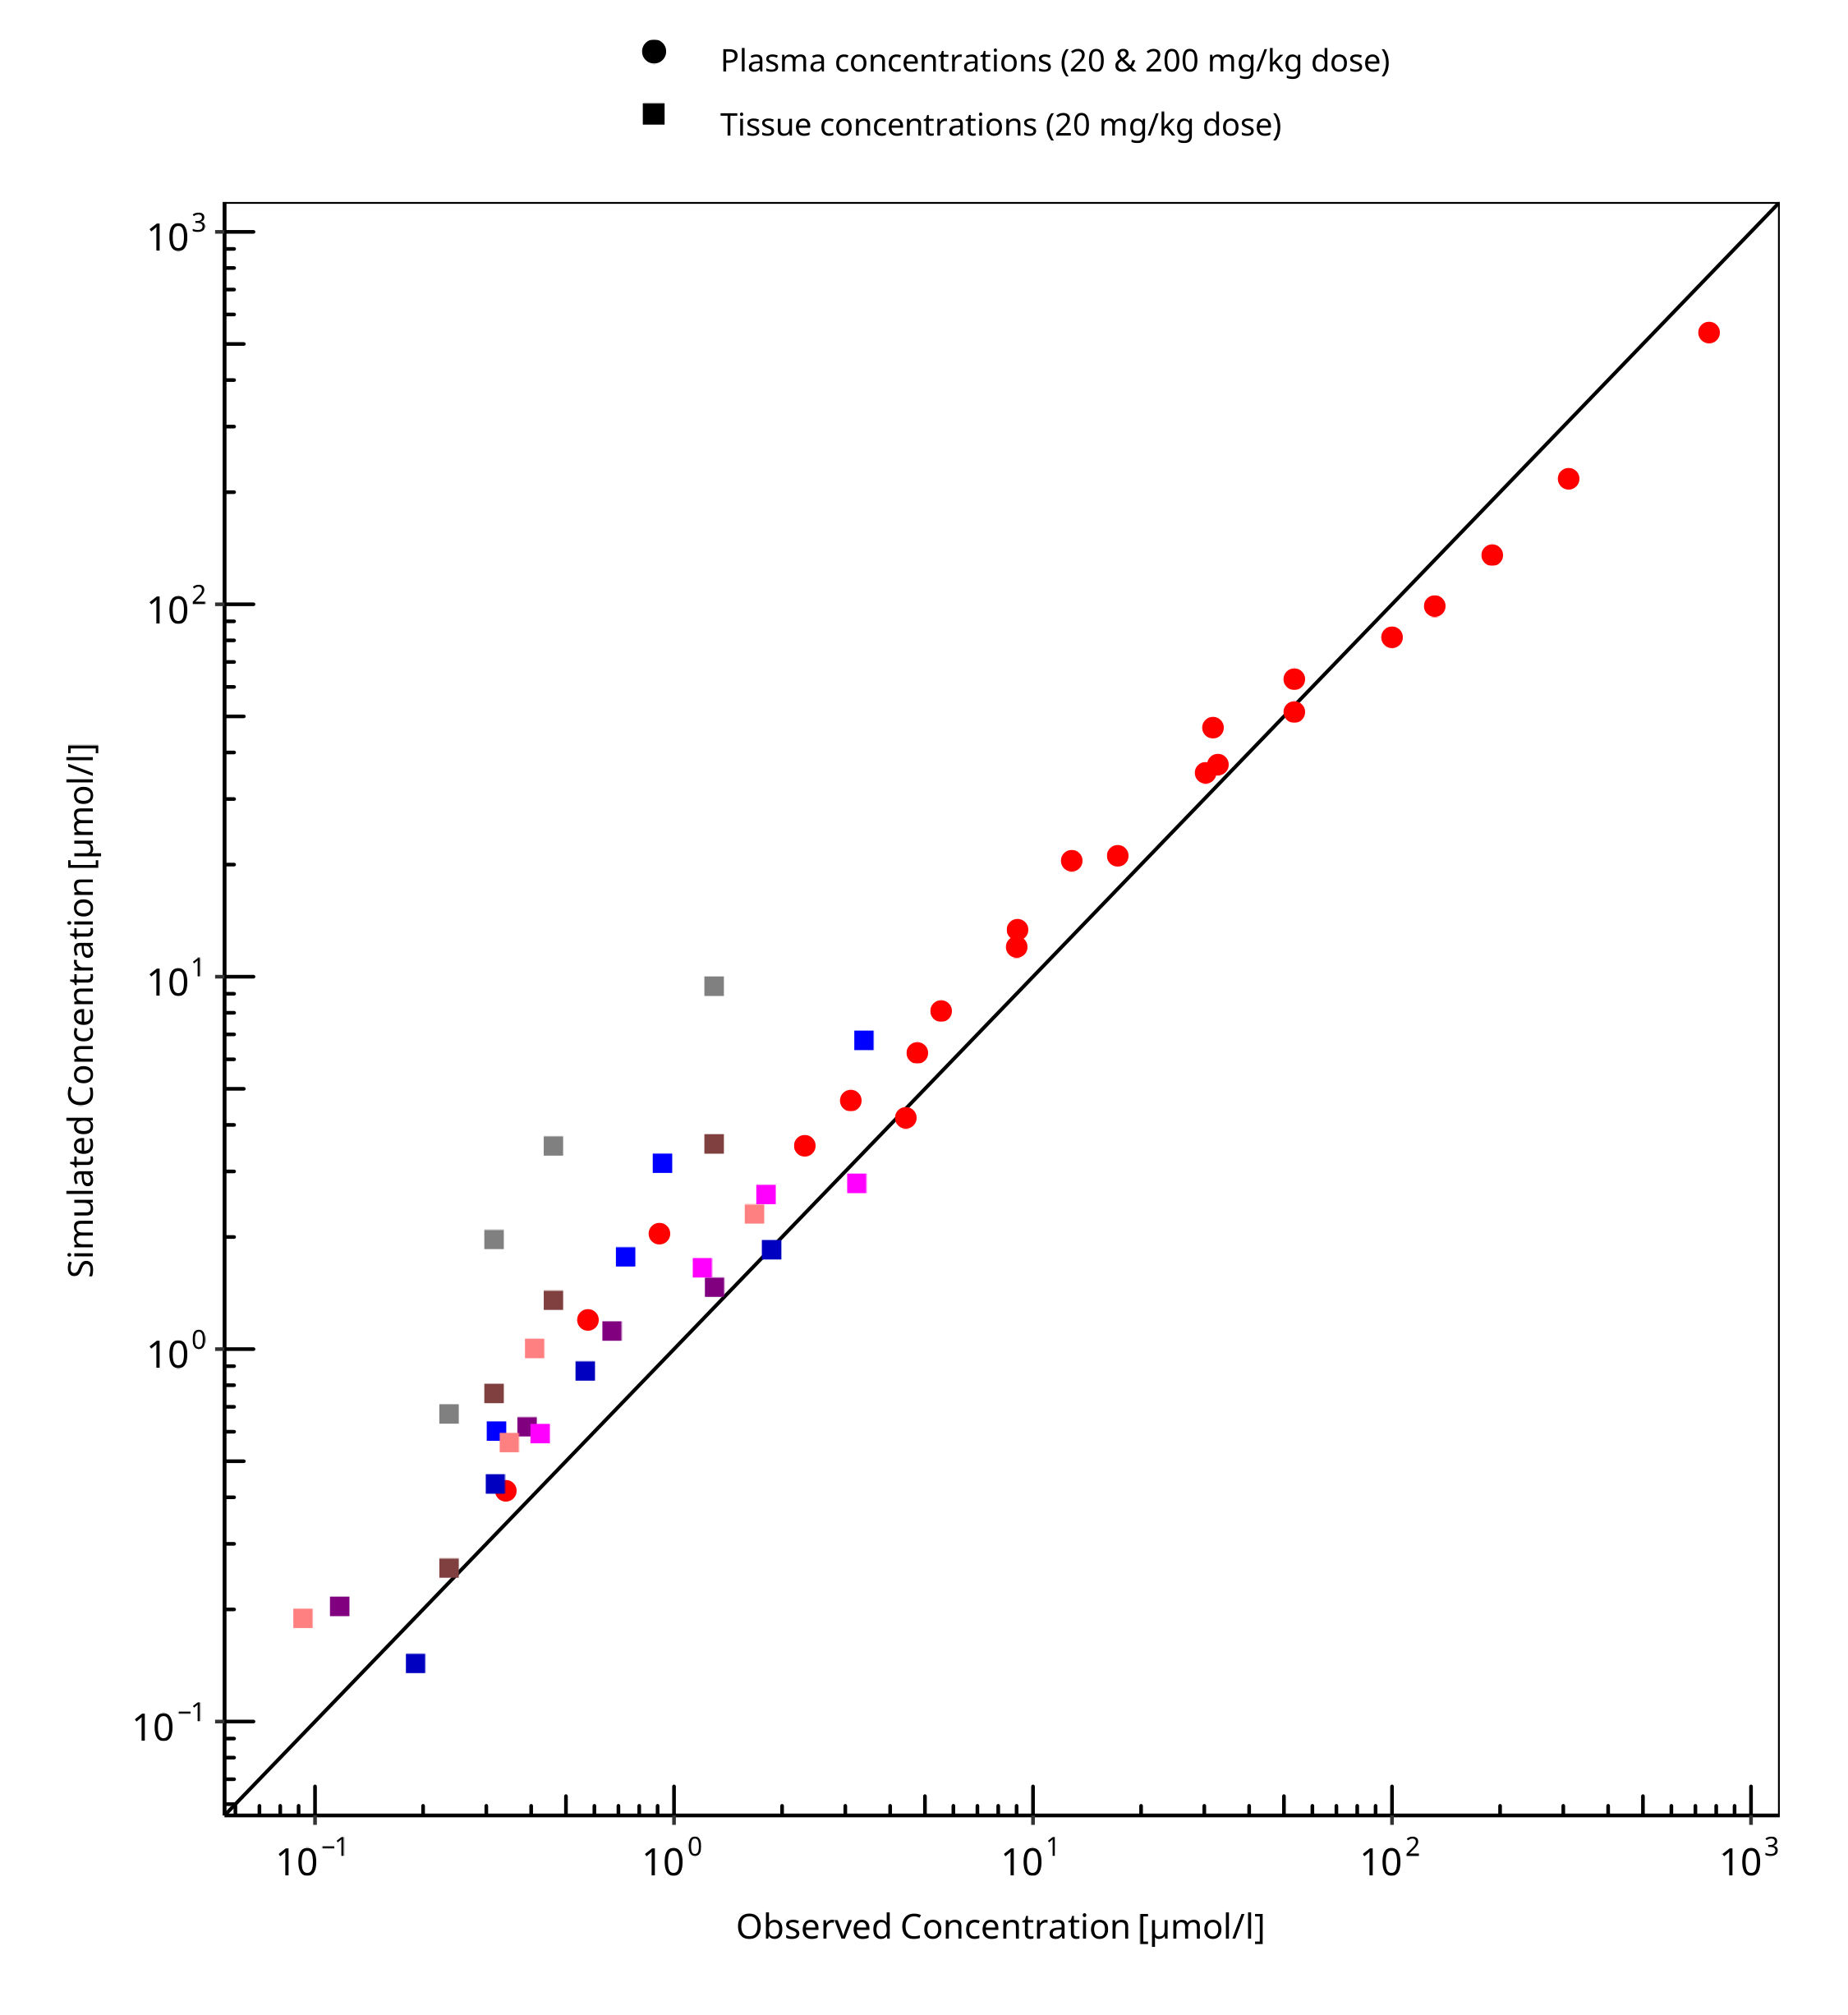 Plasma concentrations (20 & 200 mg/kg dose)
Tissue concentrations (20 mg/kg dose)
10³
10²
10¹
10⁰
10⁻¹
Simulated Concentration [µmol/l]
10⁻¹ 10⁰ 10¹ 10² 10³
Observed Concentration [µmol/l]